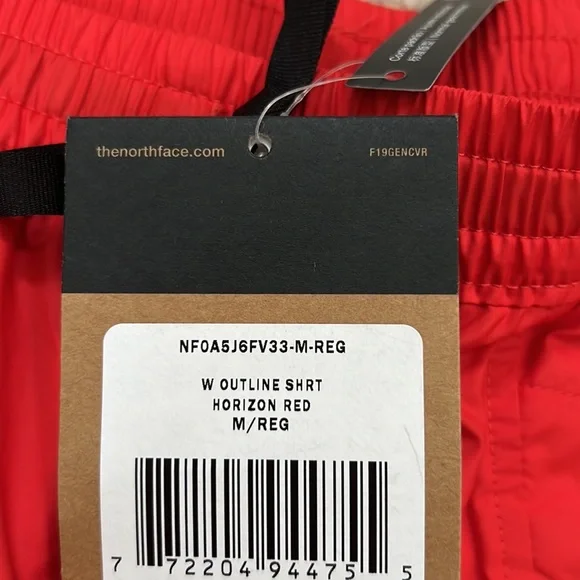 thenorthface.com
F19GENCVR
NF0A5J6FV33-M-REG
W OUTLINE SHRT
HORIZON RED
M/REG
7 72204 94475 5